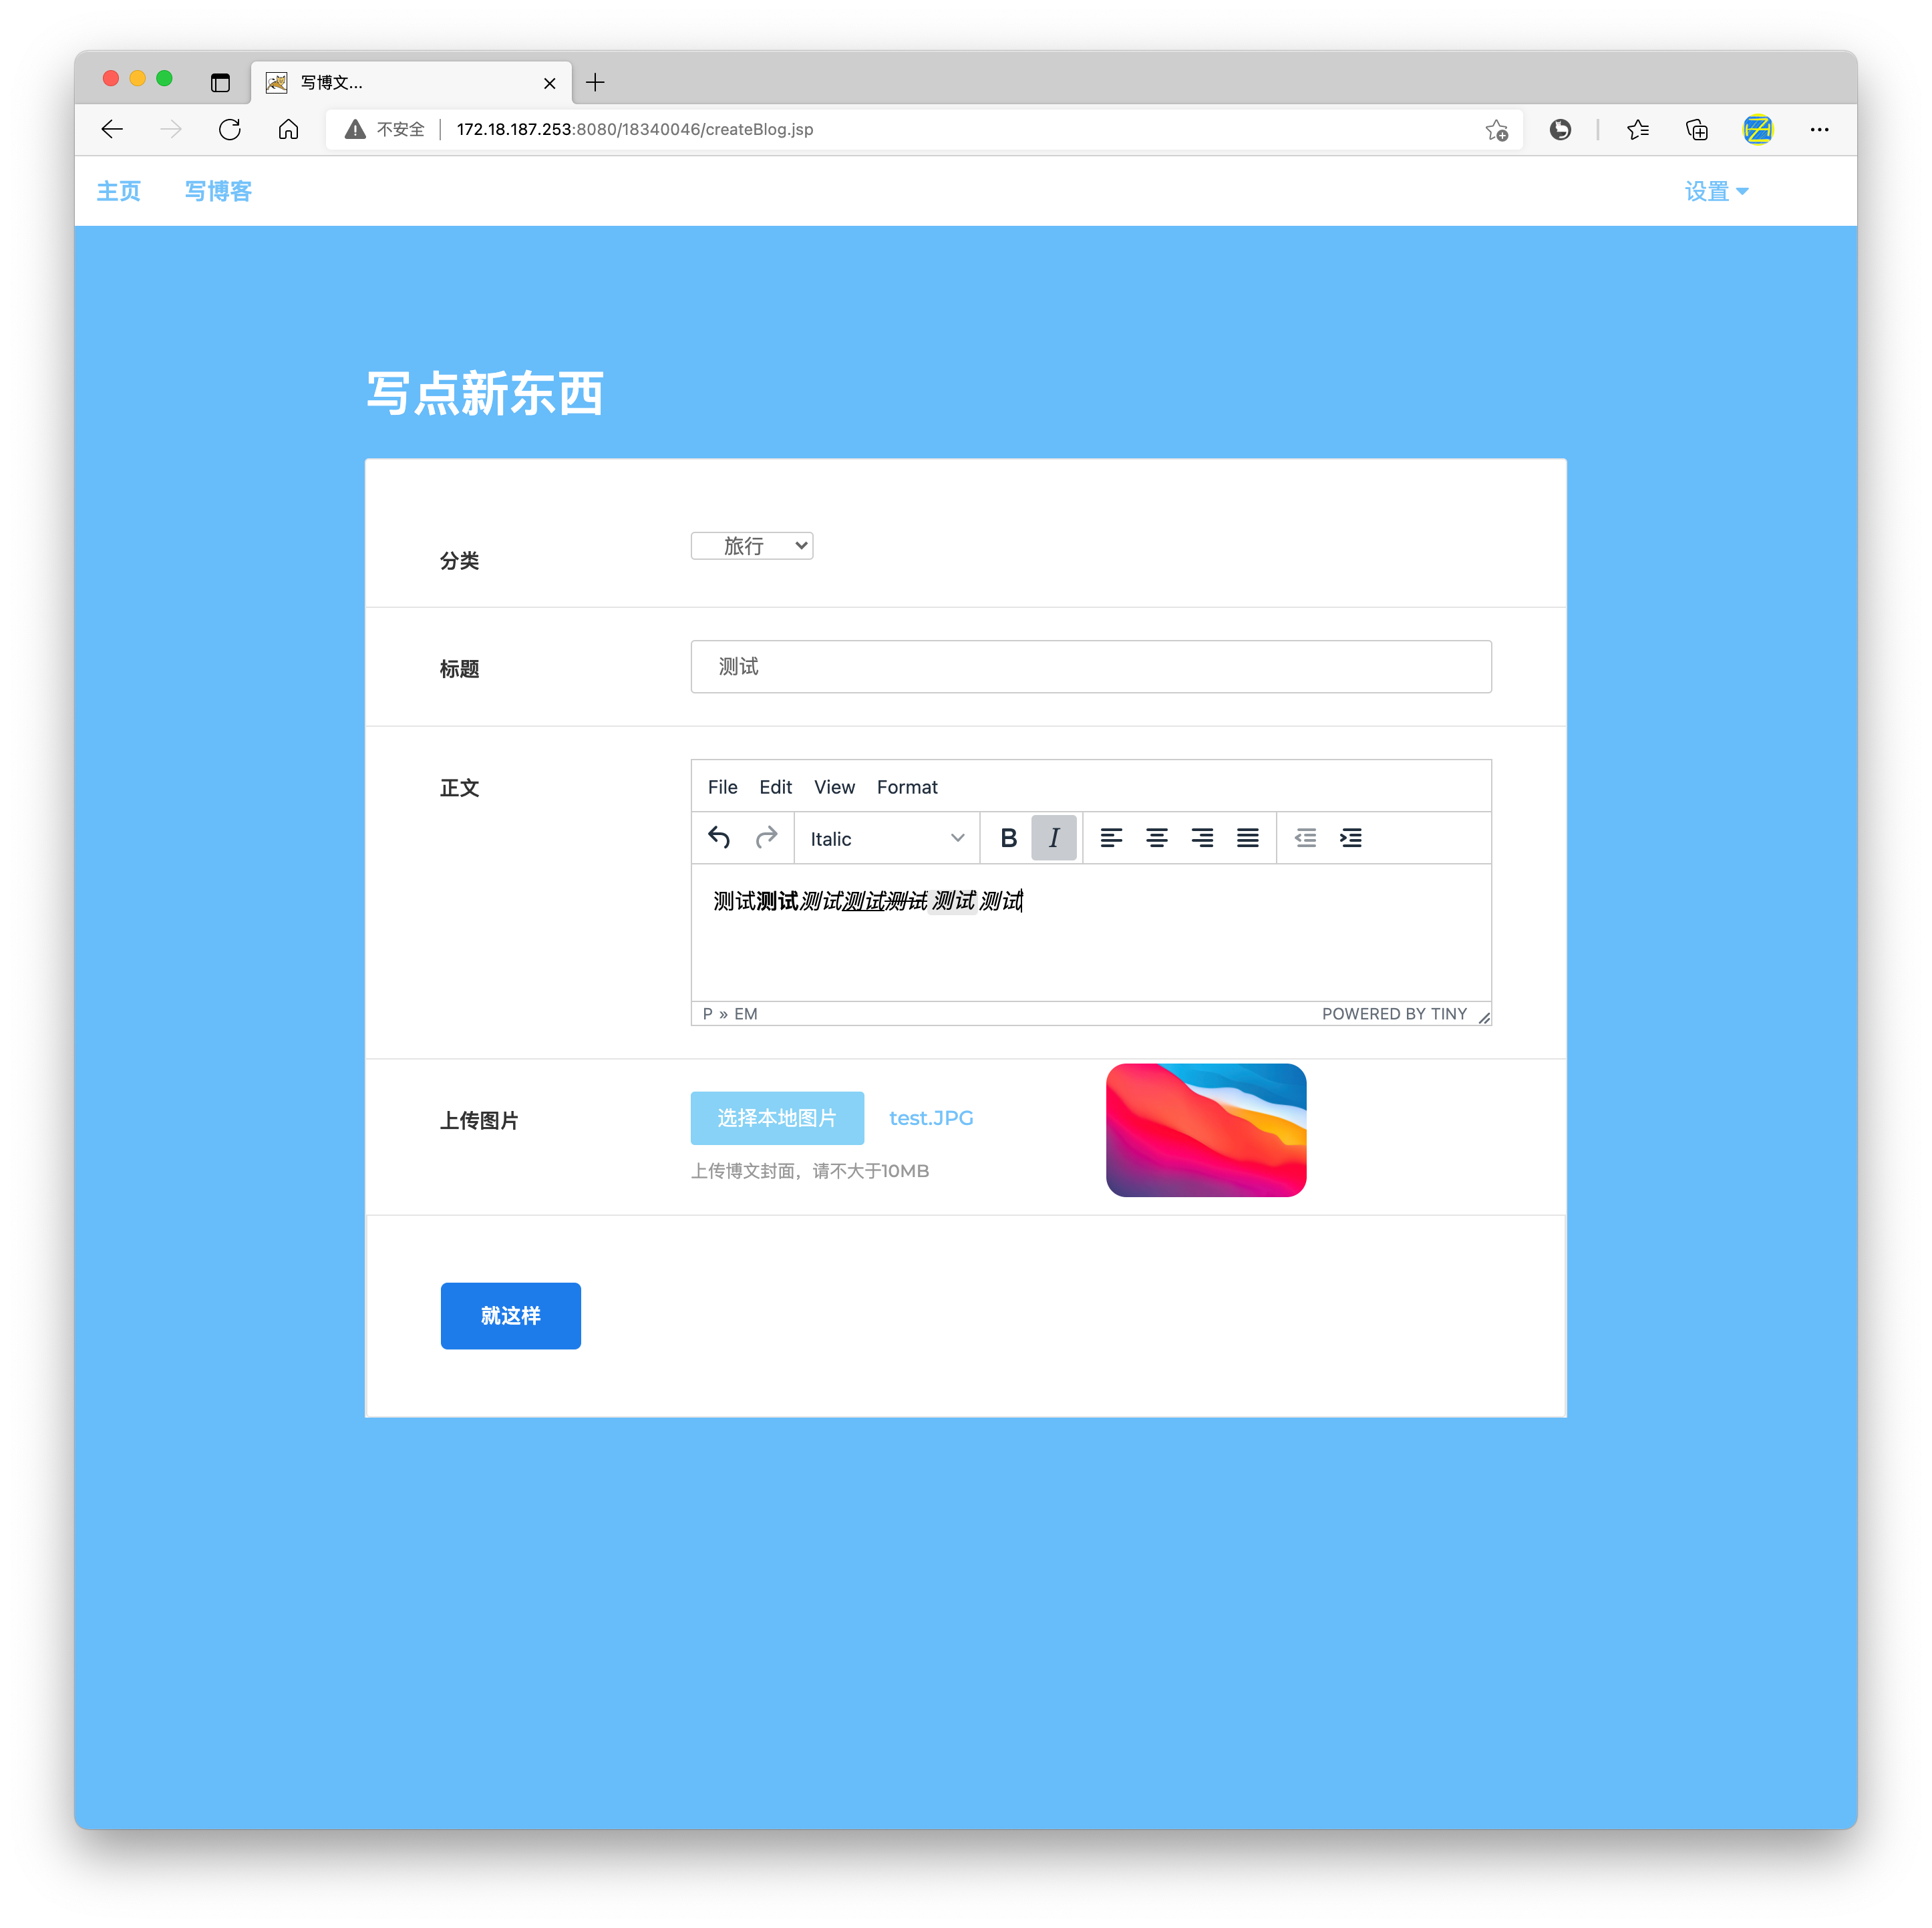 写博文...
不安全 172.18.187.253:8080/18340046/createBlog.jsp
主页 写博客 设置
写点新东西
分类 旅行
标题 测试
正文 File Edit View Format
Italic B I
测试测试测试测试测试 测试 测试
P » EM POWERED BY TINY
上传图片 选择本地图片 test.JPG
上传博文封面，请不大于10MB
就这样